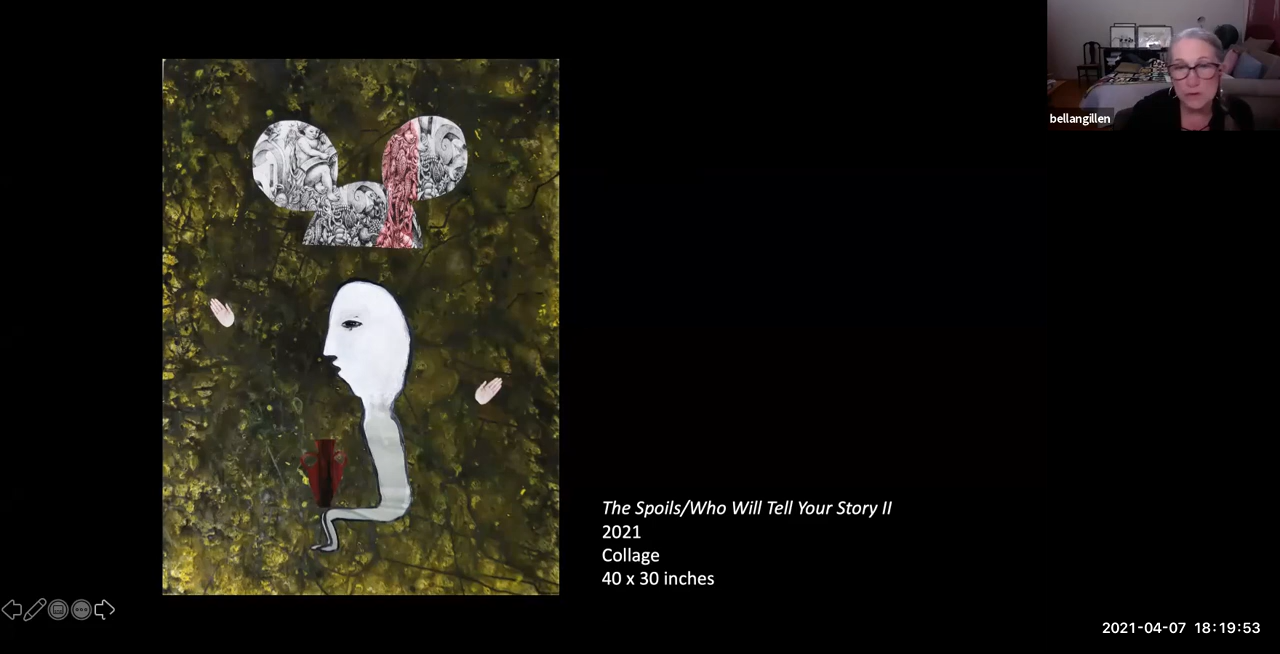 bellangillen
The Spoils/Who Will Tell Your Story II
2021
Collage
40 x 30 inches
2021-04-07 18:19:53